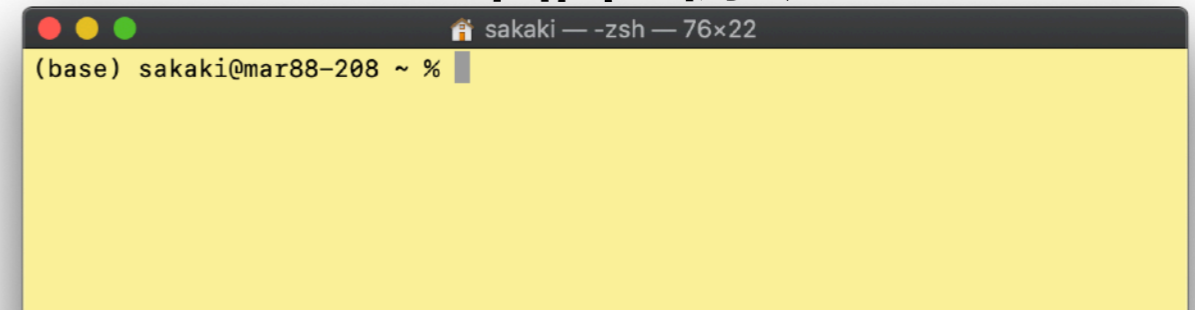 sakaki — -zsh — 76×22
(base) sakaki@mar88-208 ~ %